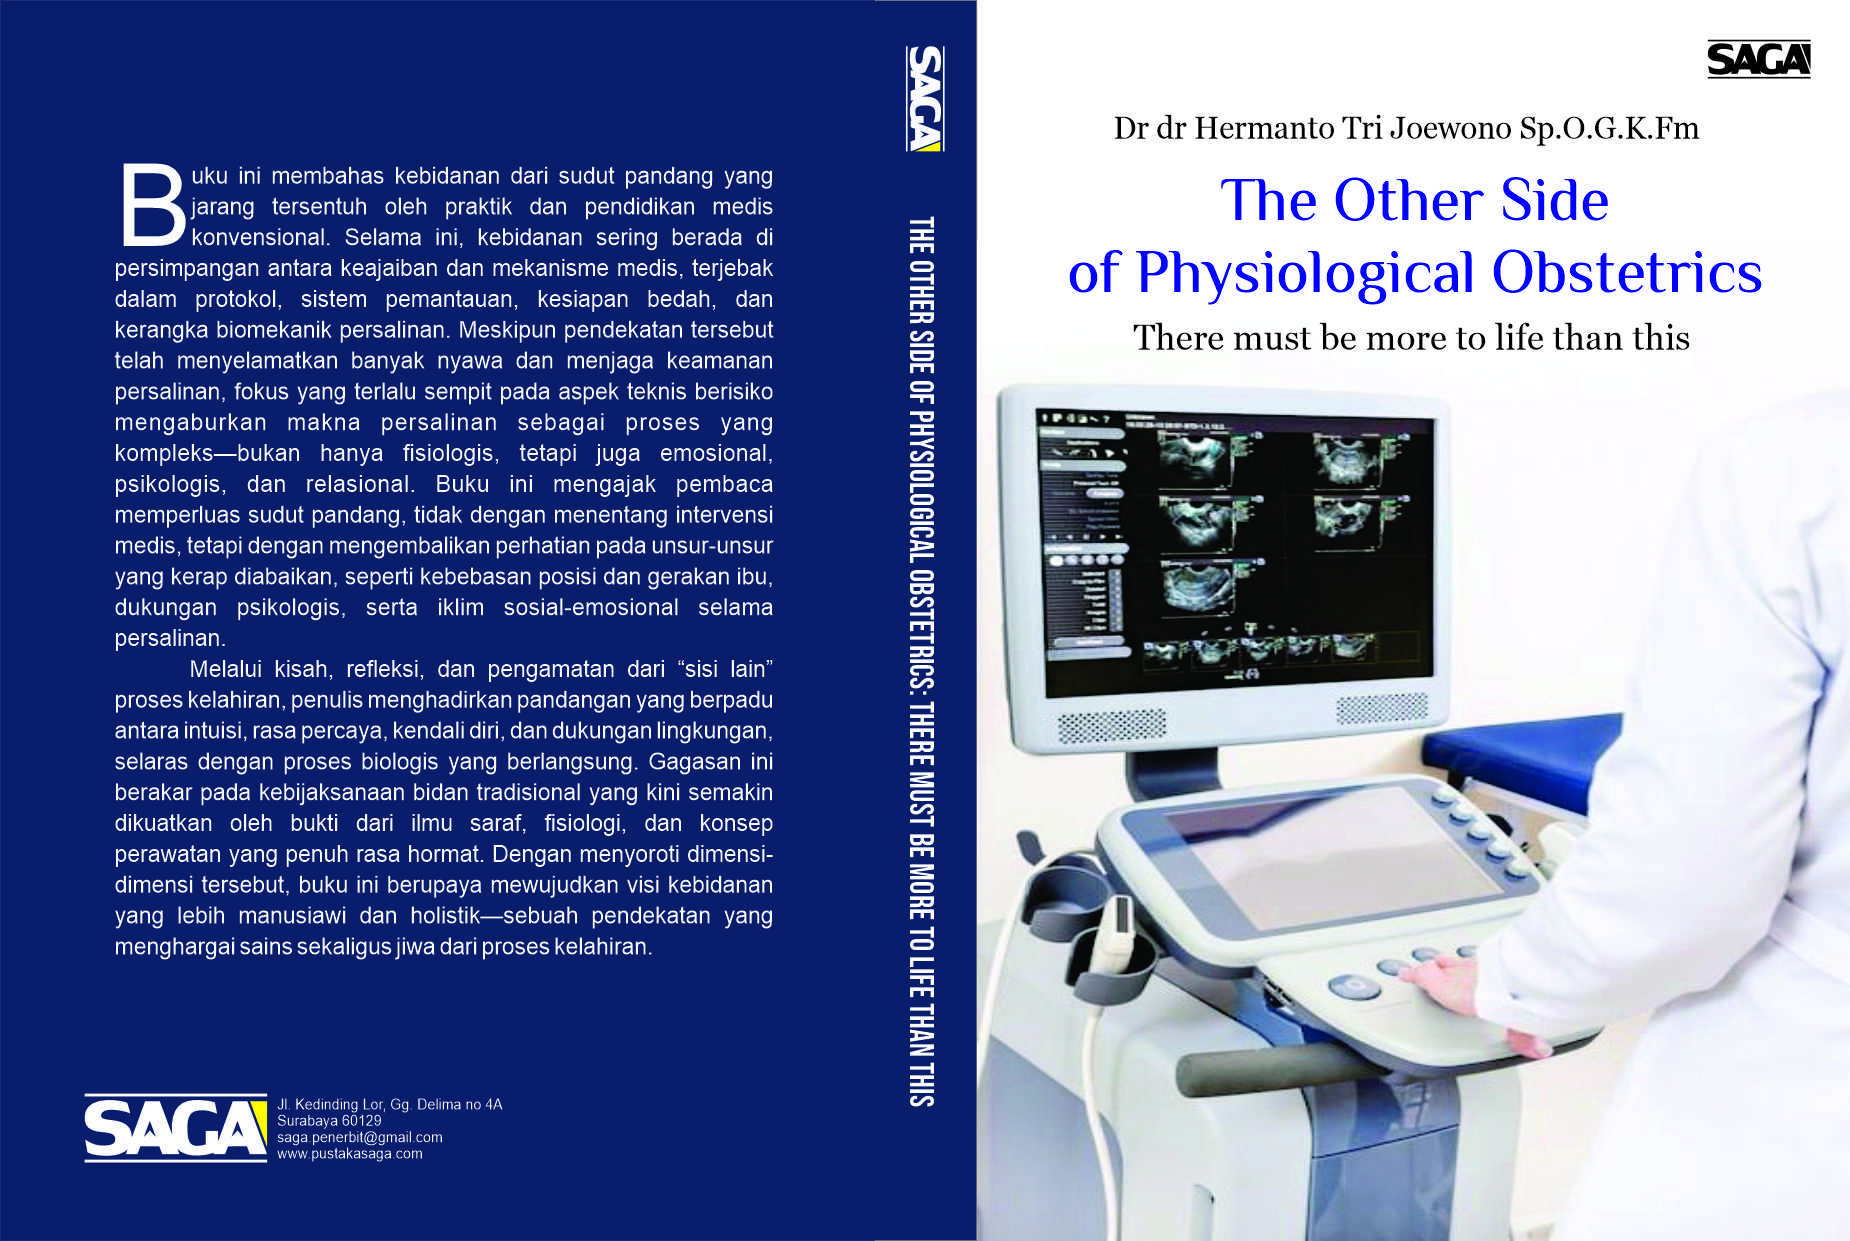 Buku ini membahas kebidanan dari sudut pandang yang
jarang tersentuh oleh praktik dan pendidikan medis
konvensional. Selama ini, kebidanan sering berada di
persimpangan antara keajaiban dan mekanisme medis, terjebak
dalam protokol, sistem pemantauan, kesiapan bedah, dan
kerangka biomekanik persalinan. Meskipun pendekatan tersebut
telah menyelamatkan banyak nyawa dan menjaga keamanan
persalinan, fokus yang terlalu sempit pada aspek teknis berisiko
mengaburkan makna persalinan sebagai proses yang
kompleks—bukan hanya fisiologis, tetapi juga emosional,
psikologis, dan relasional. Buku ini mengajak pembaca
memperluas sudut pandang, tidak dengan menentang intervensi
medis, tetapi dengan mengembalikan perhatian pada unsur-unsur
yang kerap diabaikan, seperti kebebasan posisi dan gerakan ibu,
dukungan psikologis, serta iklim sosial-emosional selama
persalinan.
Melalui kisah, refleksi, dan pengamatan dari “sisi lain”
proses kelahiran, penulis menghadirkan pandangan yang berpadu
antara intuisi, rasa percaya, kendali diri, dan dukungan lingkungan,
selaras dengan proses biologis yang berlangsung. Gagasan ini
berakar pada kebijaksanaan bidan tradisional yang kini semakin
dikuatkan oleh bukti dari ilmu saraf, fisiologi, dan konsep
perawatan yang penuh rasa hormat. Dengan menyoroti dimensi-
dimensi tersebut, buku ini berupaya mewujudkan visi kebidanan
yang lebih manusiawi dan holistik—sebuah pendekatan yang
menghargai sains sekaligus jiwa dari proses kelahiran.
SAGA
Jl. Kedinding Lor, Gg. Delima no 4A
Surabaya 60129
saga.penerbit@gmail.com
www.pustakasaga.com
SAGA
THE OTHER SIDE OF PHYSIOLOGICAL OBSTETRICS: THERE MUST BE MORE TO LIFE THAN THIS
SAGA
Dr dr Hermanto Tri Joewono Sp.O.G.K.Fm
The Other Side
of Physiological Obstetrics
There must be more to life than this